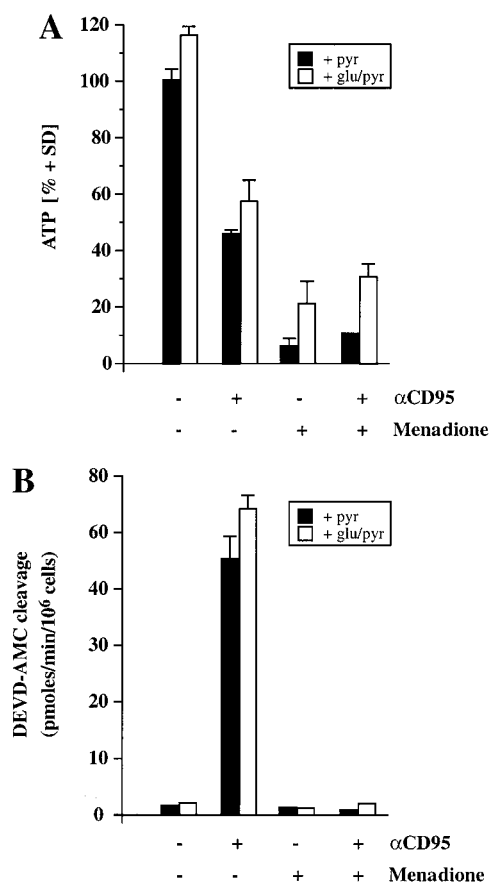 A
120
100
80
60
40
20
0
ATP [% + SD]
+ pyr
+ glu/pyr
- + - + αCD95
- - + + Menadione
B
80
60
40
30
20
10
0
DEVD-AMC cleavage
(pmoles/min/10⁶ cells)
+ pyr
+ glu/pyr
- + - + αCD95
- - + + Menadione